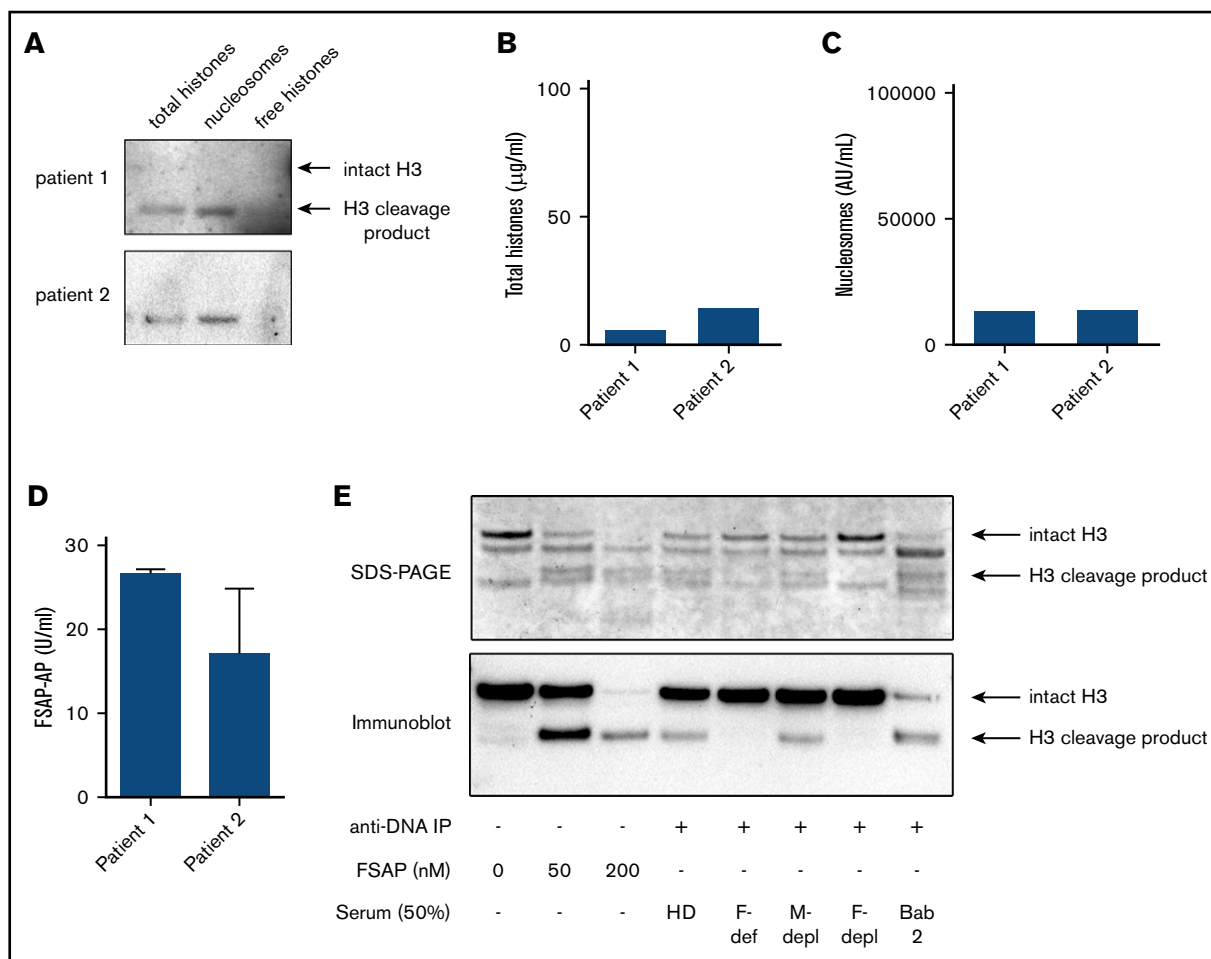 A
total histones
nucleosomes
free histones
patient 1
intact H3
H3 cleavage
product
patient 2
B
Total histones (μg/ml)
100
50
0
Patient 1
Patient 2
C
Nucleosomes (AU/mL)
100000
50000
0
Patient 1
Patient 2
D
FSAP-AP (U/ml)
30
20
10
0
Patient 1
Patient 2
E
SDS-PAGE
intact H3
H3 cleavage product
Immunoblot
intact H3
H3 cleavage product
anti-DNA IP - - - + + + + +
FSAP (nM) 0 50 200 - - - - -
Serum (50%) - - - HD F- M- F- Bab
def depl depl 2